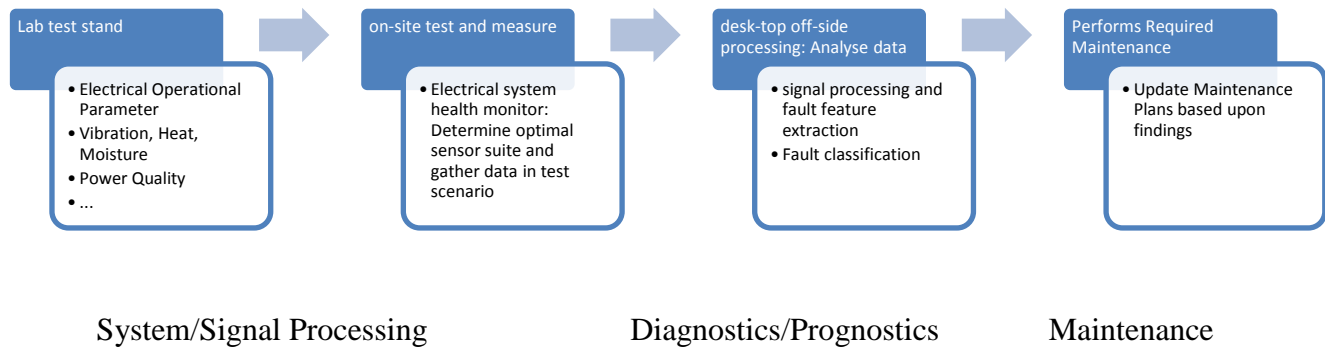 Lab test stand
• Electrical Operational
Parameter
• Vibration, Heat,
Moisture
• Power Quality
• ...
on-site test and measure
• Electrical system
health monitor:
Determine optimal
sensor suite and
gather data in test
scenario
desk-top off-side
processing: Analyse data
• signal processing and
fault feature
extraction
• Fault classification
Performs Required
Maintenance
• Update Maintenance
Plans based upon
findings
System/Signal Processing
Diagnostics/Prognostics
Maintenance